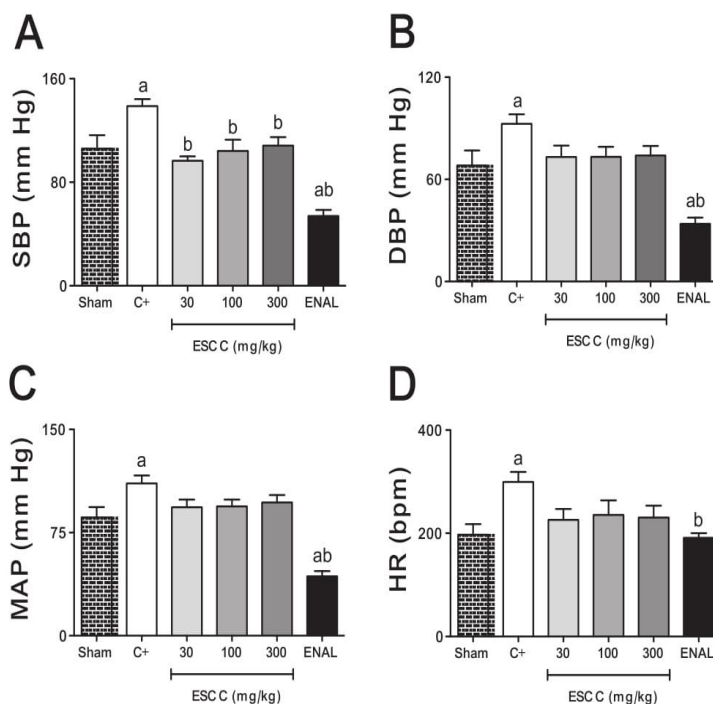 A
SBP (mm Hg)
160
80
0
a
b
b
b
ab
Sham
C+
30
100
300
ENAL
ESCC (mg/kg)
B
DBP (mm Hg)
120
60
0
a
ab
Sham
C+
30
100
300
ENAL
ESCC (mg/kg)
C
MAP (mm Hg)
150
75
0
a
ab
Sham
C+
30
100
300
ENAL
ESCC (mg/kg)
D
HR (bpm)
400
200
0
a
b
Sham
C+
30
100
300
ENAL
ESCC (mg/kg)